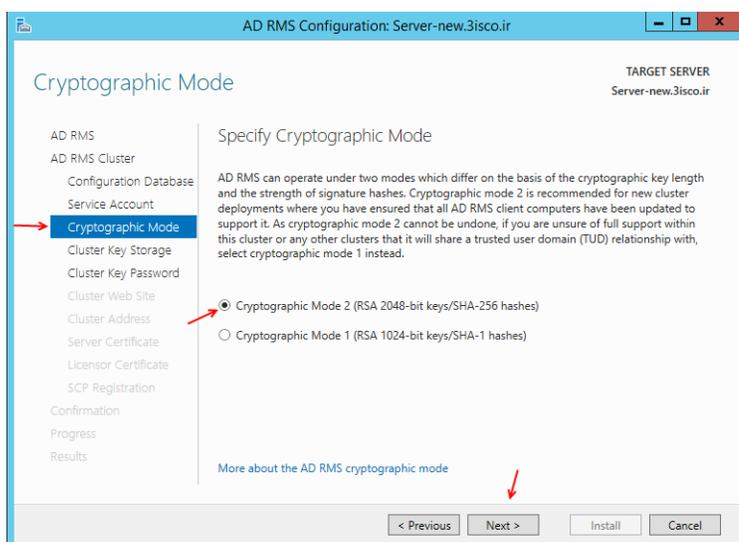 AD RMS Configuration: Server-new.3isco.ir
Cryptographic Mode
TARGET SERVER
Server-new.3isco.ir
AD RMS
AD RMS Cluster
Configuration Database
Service Account
Cryptographic Mode
Cluster Key Storage
Cluster Key Password
Cluster Web Site
Cluster Address
Server Certificate
Licensor Certificate
SCP Registration
Confirmation
Progress
Results
Specify Cryptographic Mode
AD RMS can operate under two modes which differ on the basis of the cryptographic key length
and the strength of signature hashes. Cryptographic mode 2 is recommended for new cluster
deployments where you have ensured that all AD RMS client computers have been updated to
support it. As cryptographic mode 2 cannot be undone, if you are unsure of full support within
this cluster or any other clusters that it will share a trusted user domain (TUD) relationship with,
select cryptographic mode 1 instead.
Cryptographic Mode 2 (RSA 2048-bit keys/SHA-256 hashes)
Cryptographic Mode 1 (RSA 1024-bit keys/SHA-1 hashes)
More about the AD RMS cryptographic mode
< Previous
Next >
Install
Cancel